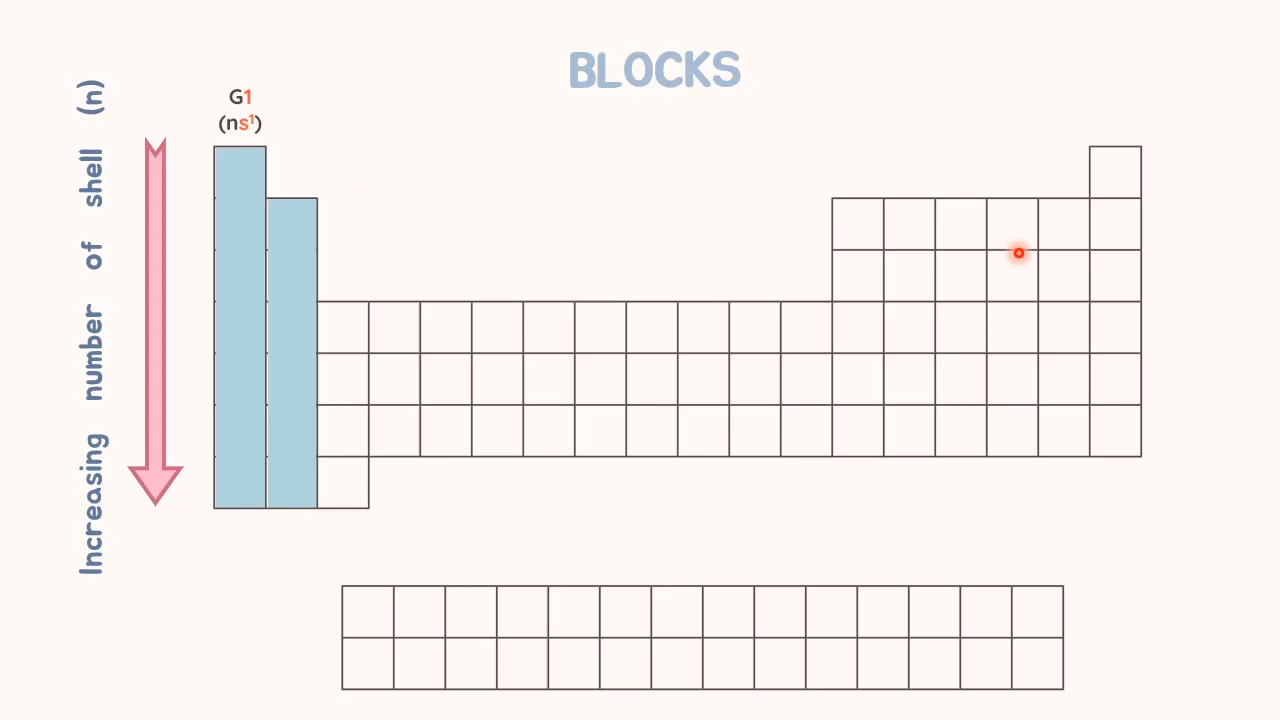 BLOCKS
G1
(ns¹)
Increasing number of shell (n)